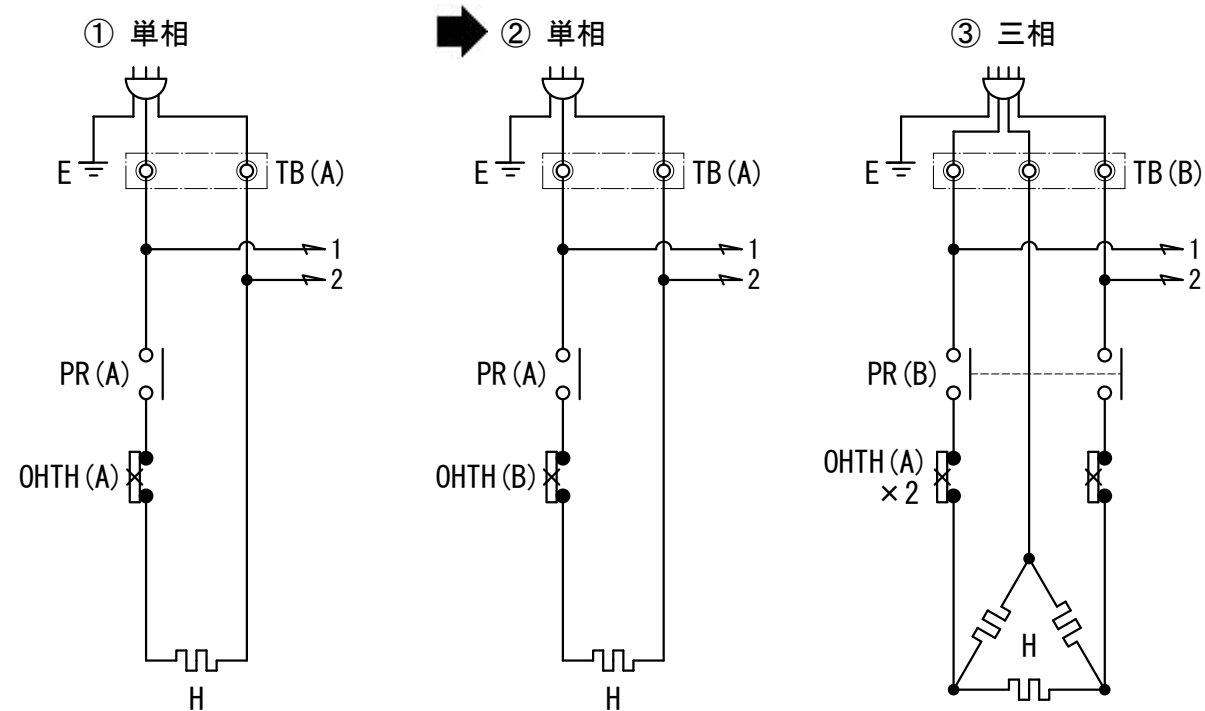 ① 単相
② 単相
③ 三相
E
TB(A)
E
TB(A)
E
TB(B)
1
2
1
2
1
2
PR(A)
PR(A)
PR(B)
OHTH(A)
OHTH(B)
OHTH(A)
×2
H
H
H